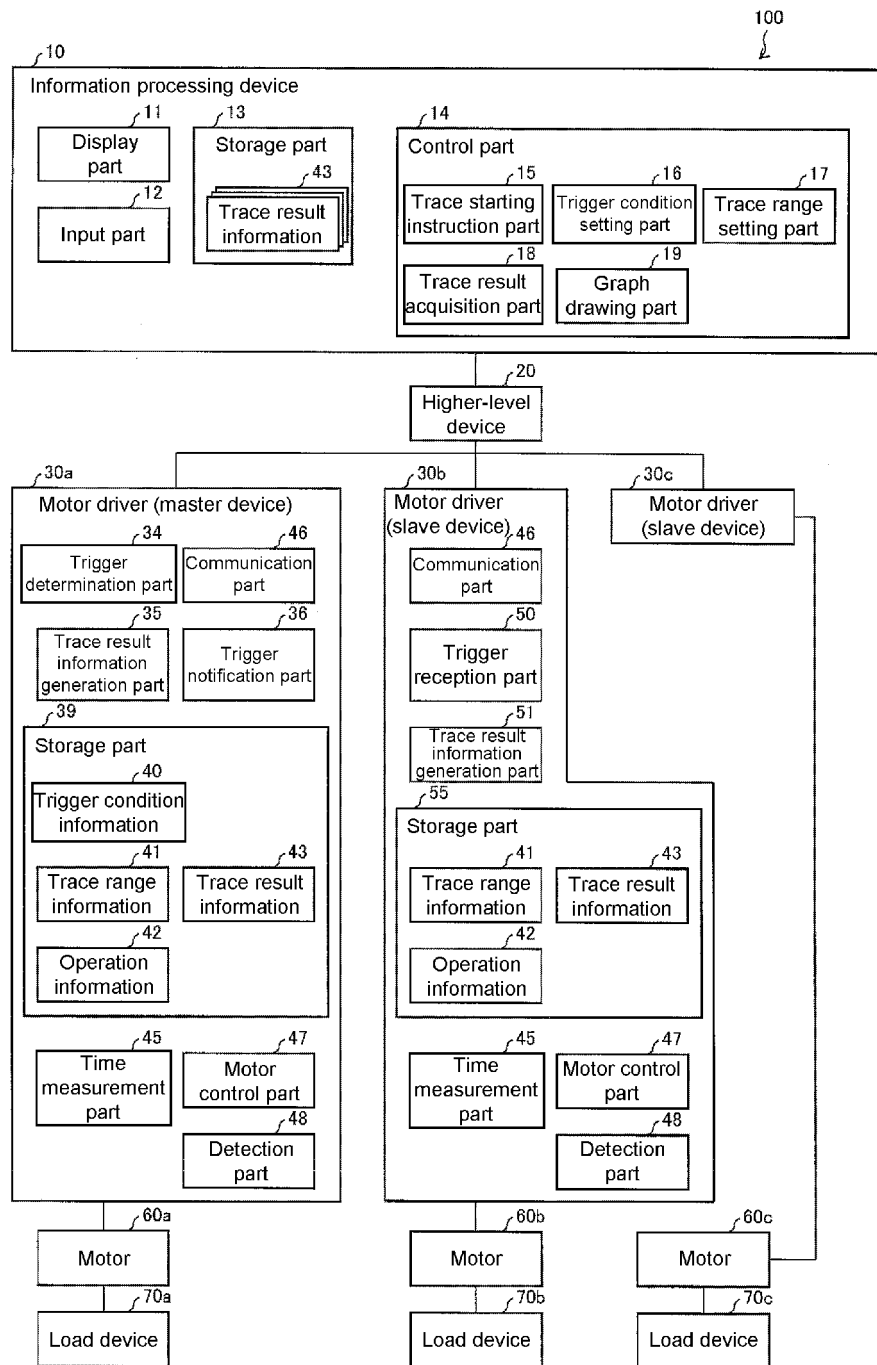 100
10
Information processing device
11
Display
part
12
Input part
13
Storage part
43
Trace result
information
14
Control part
15
Trace starting
instruction part
16
Trigger condition
setting part
17
Trace range
setting part
18
Trace result
acquisition part
19
Graph
drawing part
20
Higher-level
device
30a
Motor driver (master device)
34
Trigger
determination part
46
Communication
part
35
Trace result
information
generation part
36
Trigger
notification part
39
Storage part
40
Trigger condition
information
41
Trace range
information
43
Trace result
information
42
Operation
information
45
Time
measurement
part
47
Motor
control part
48
Detection
part
30b
Motor driver
(slave device)
46
Communication
part
50
Trigger
reception part
51
Trace result
information
generation part
55
Storage part
41
Trace range
information
43
Trace result
information
42
Operation
information
45
Time
measurement
part
47
Motor control
part
48
Detection
part
30c
Motor driver
(slave device)
60a
Motor
60b
Motor
60c
Motor
70a
Load device
70b
Load device
70c
Load device